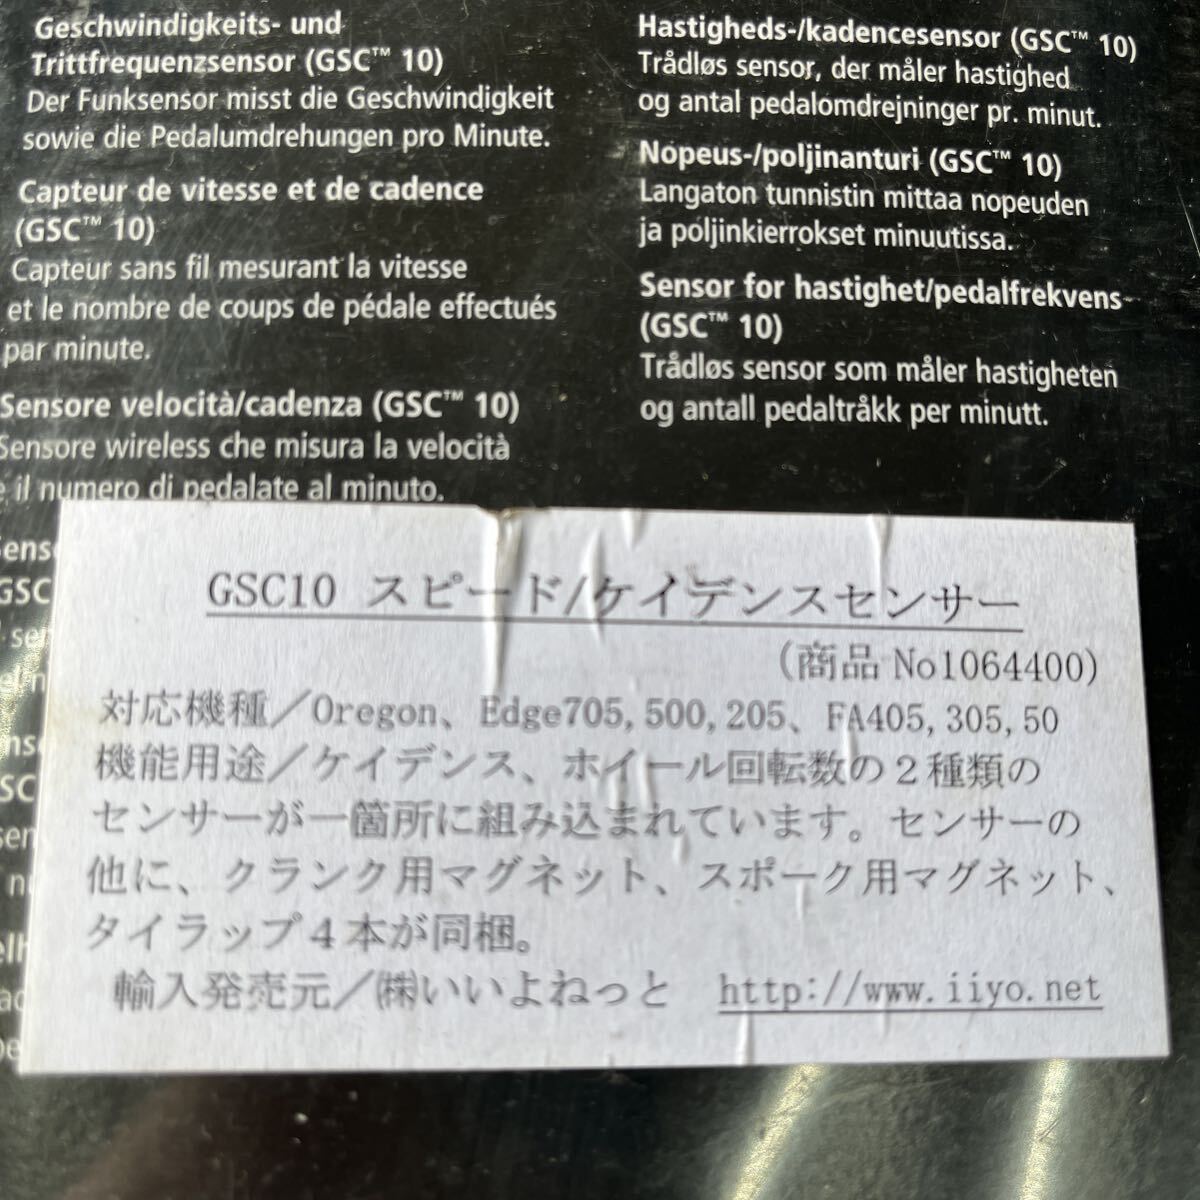 Geschwindigkeits- und
Trittfrequenzsensor (GSC™ 10)
Der Funksensor misst die Geschwindigkeit
sowie die Pedalumdrehungen pro Minute.
Capteur de vitesse et de cadence
(GSC™ 10)
Capteur sans fil mesurant la vitesse
et le nombre de coups de pédale effectués
par minute.
Sensore velocità/cadenza (GSC™ 10)
Sensore wireless che misura la velocità
e il numero di pedalate al minuto.
Hastigheds-/kadencesensor (GSC™ 10)
Trådløs sensor, der måler hastighed
og antal pedalomdrejninger pr. minut.
Nopeus-/poljinanturi (GSC™ 10)
Langaton tunnistin mittaa nopeuden
ja poljinkierrokset minuutissa.
Sensor for hastighet/pedalfrekvens
(GSC™ 10)
Trådløs sensor som måler hastigheten
og antall pedaltråkk per minutt.
GSC10 スピード/ケイデンスセンサー
(商品No1064400)
対応機種／Oregon、Edge705,500,205、FA405,305,50
機能用途／ケイデンス、ホイール回転数の２種類の
センサーが一箇所に組み込まれています。センサーの
他に、クランク用マグネット、スポーク用マグネット、
タイラップ４本が同梱。
輸入発売元／㈱いいよねっと http://www.iiyo.net